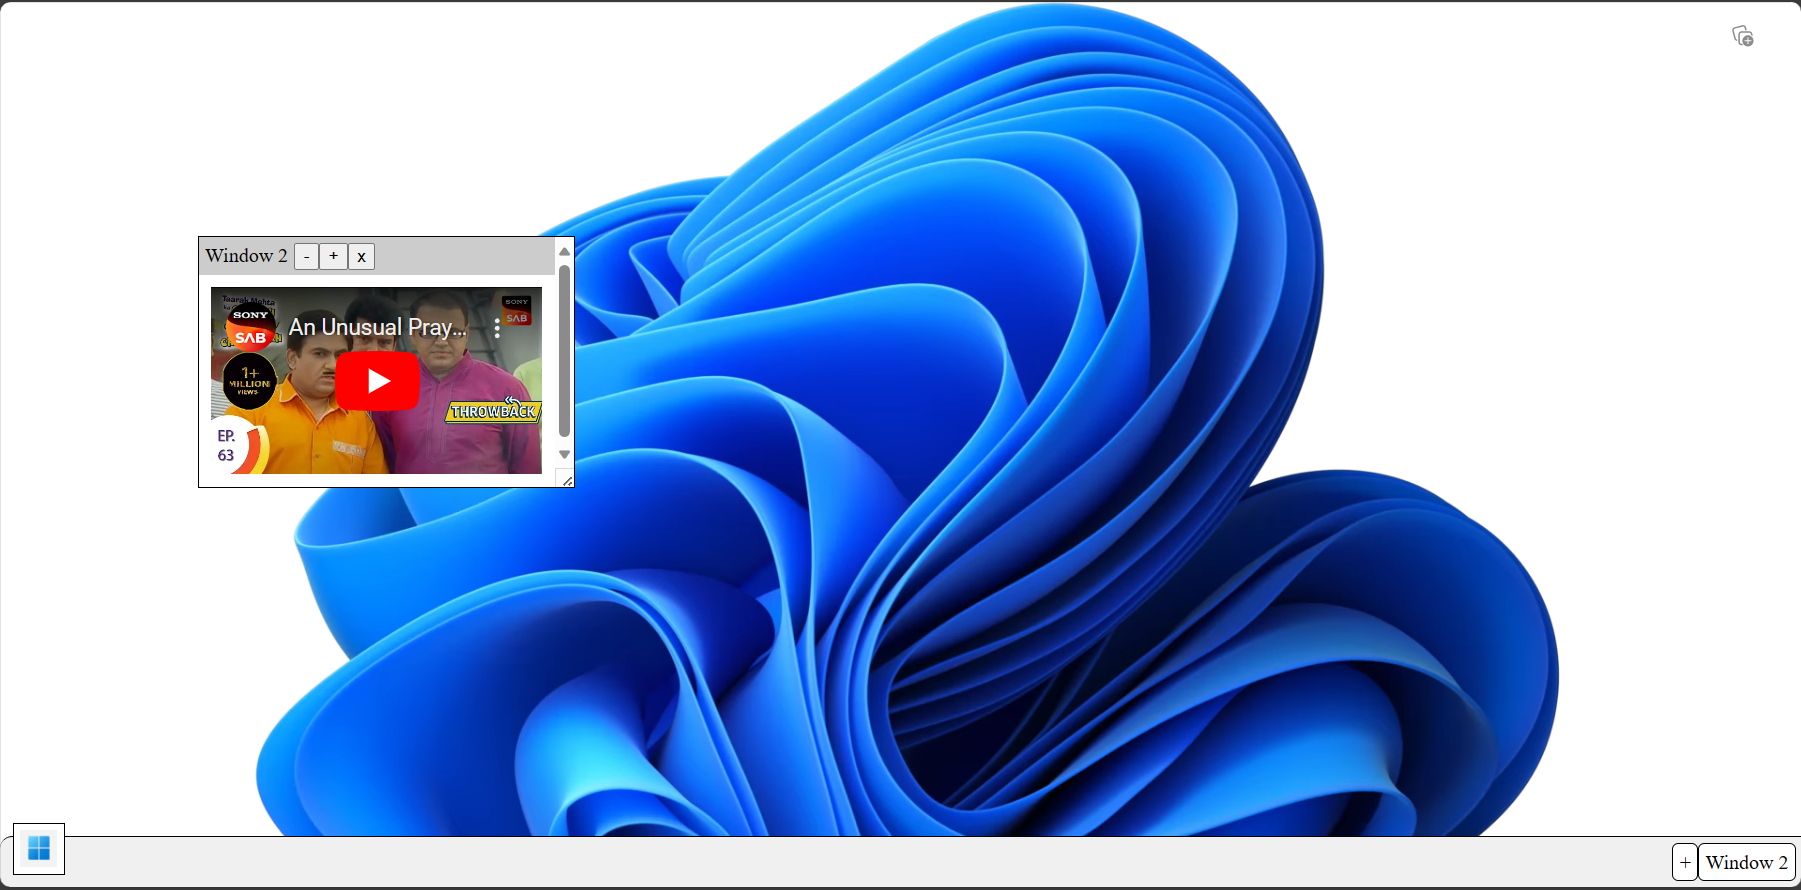 Window 2 - + x
Taarak Mehta
SONY
SAB
An Unusual Pray...
SONY
SAB
1+
MILLION
VIEWS
THROWBACK
EP.
63
+ Window 2